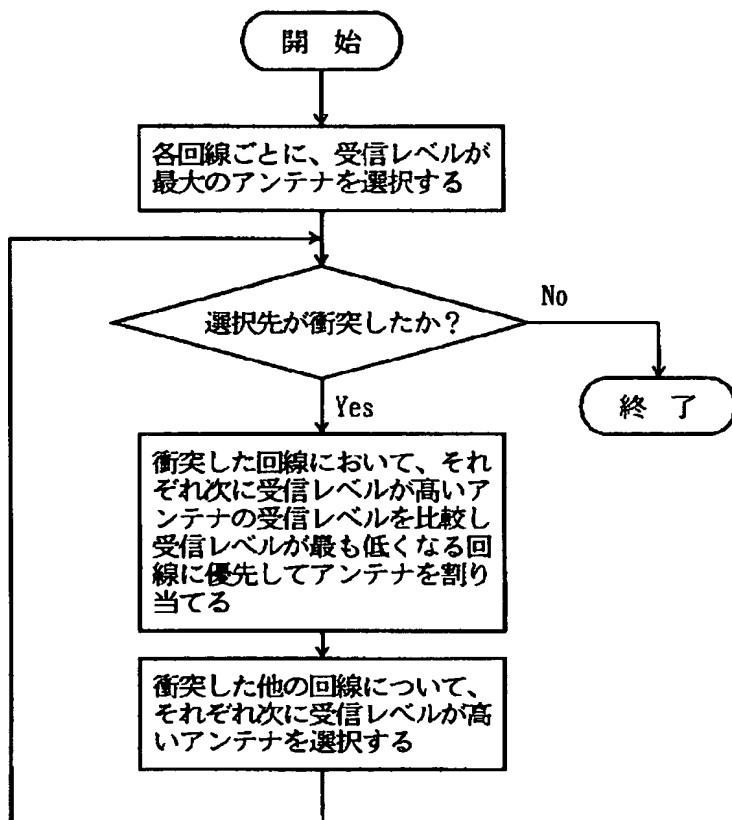 開 始
各回線ごとに、受信レベルが
最大のアンテナを選択する
選択先が衝突したか？
No
終 了
Yes
衝突した回線において、それ
ぞれ次に受信レベルが高いア
ンテナの受信レベルを比較し
受信レベルが最も低くなる回
線に優先してアンテナを割り
当てる
衝突した他の回線について、
それぞれ次に受信レベルが高
いアンテナを選択する